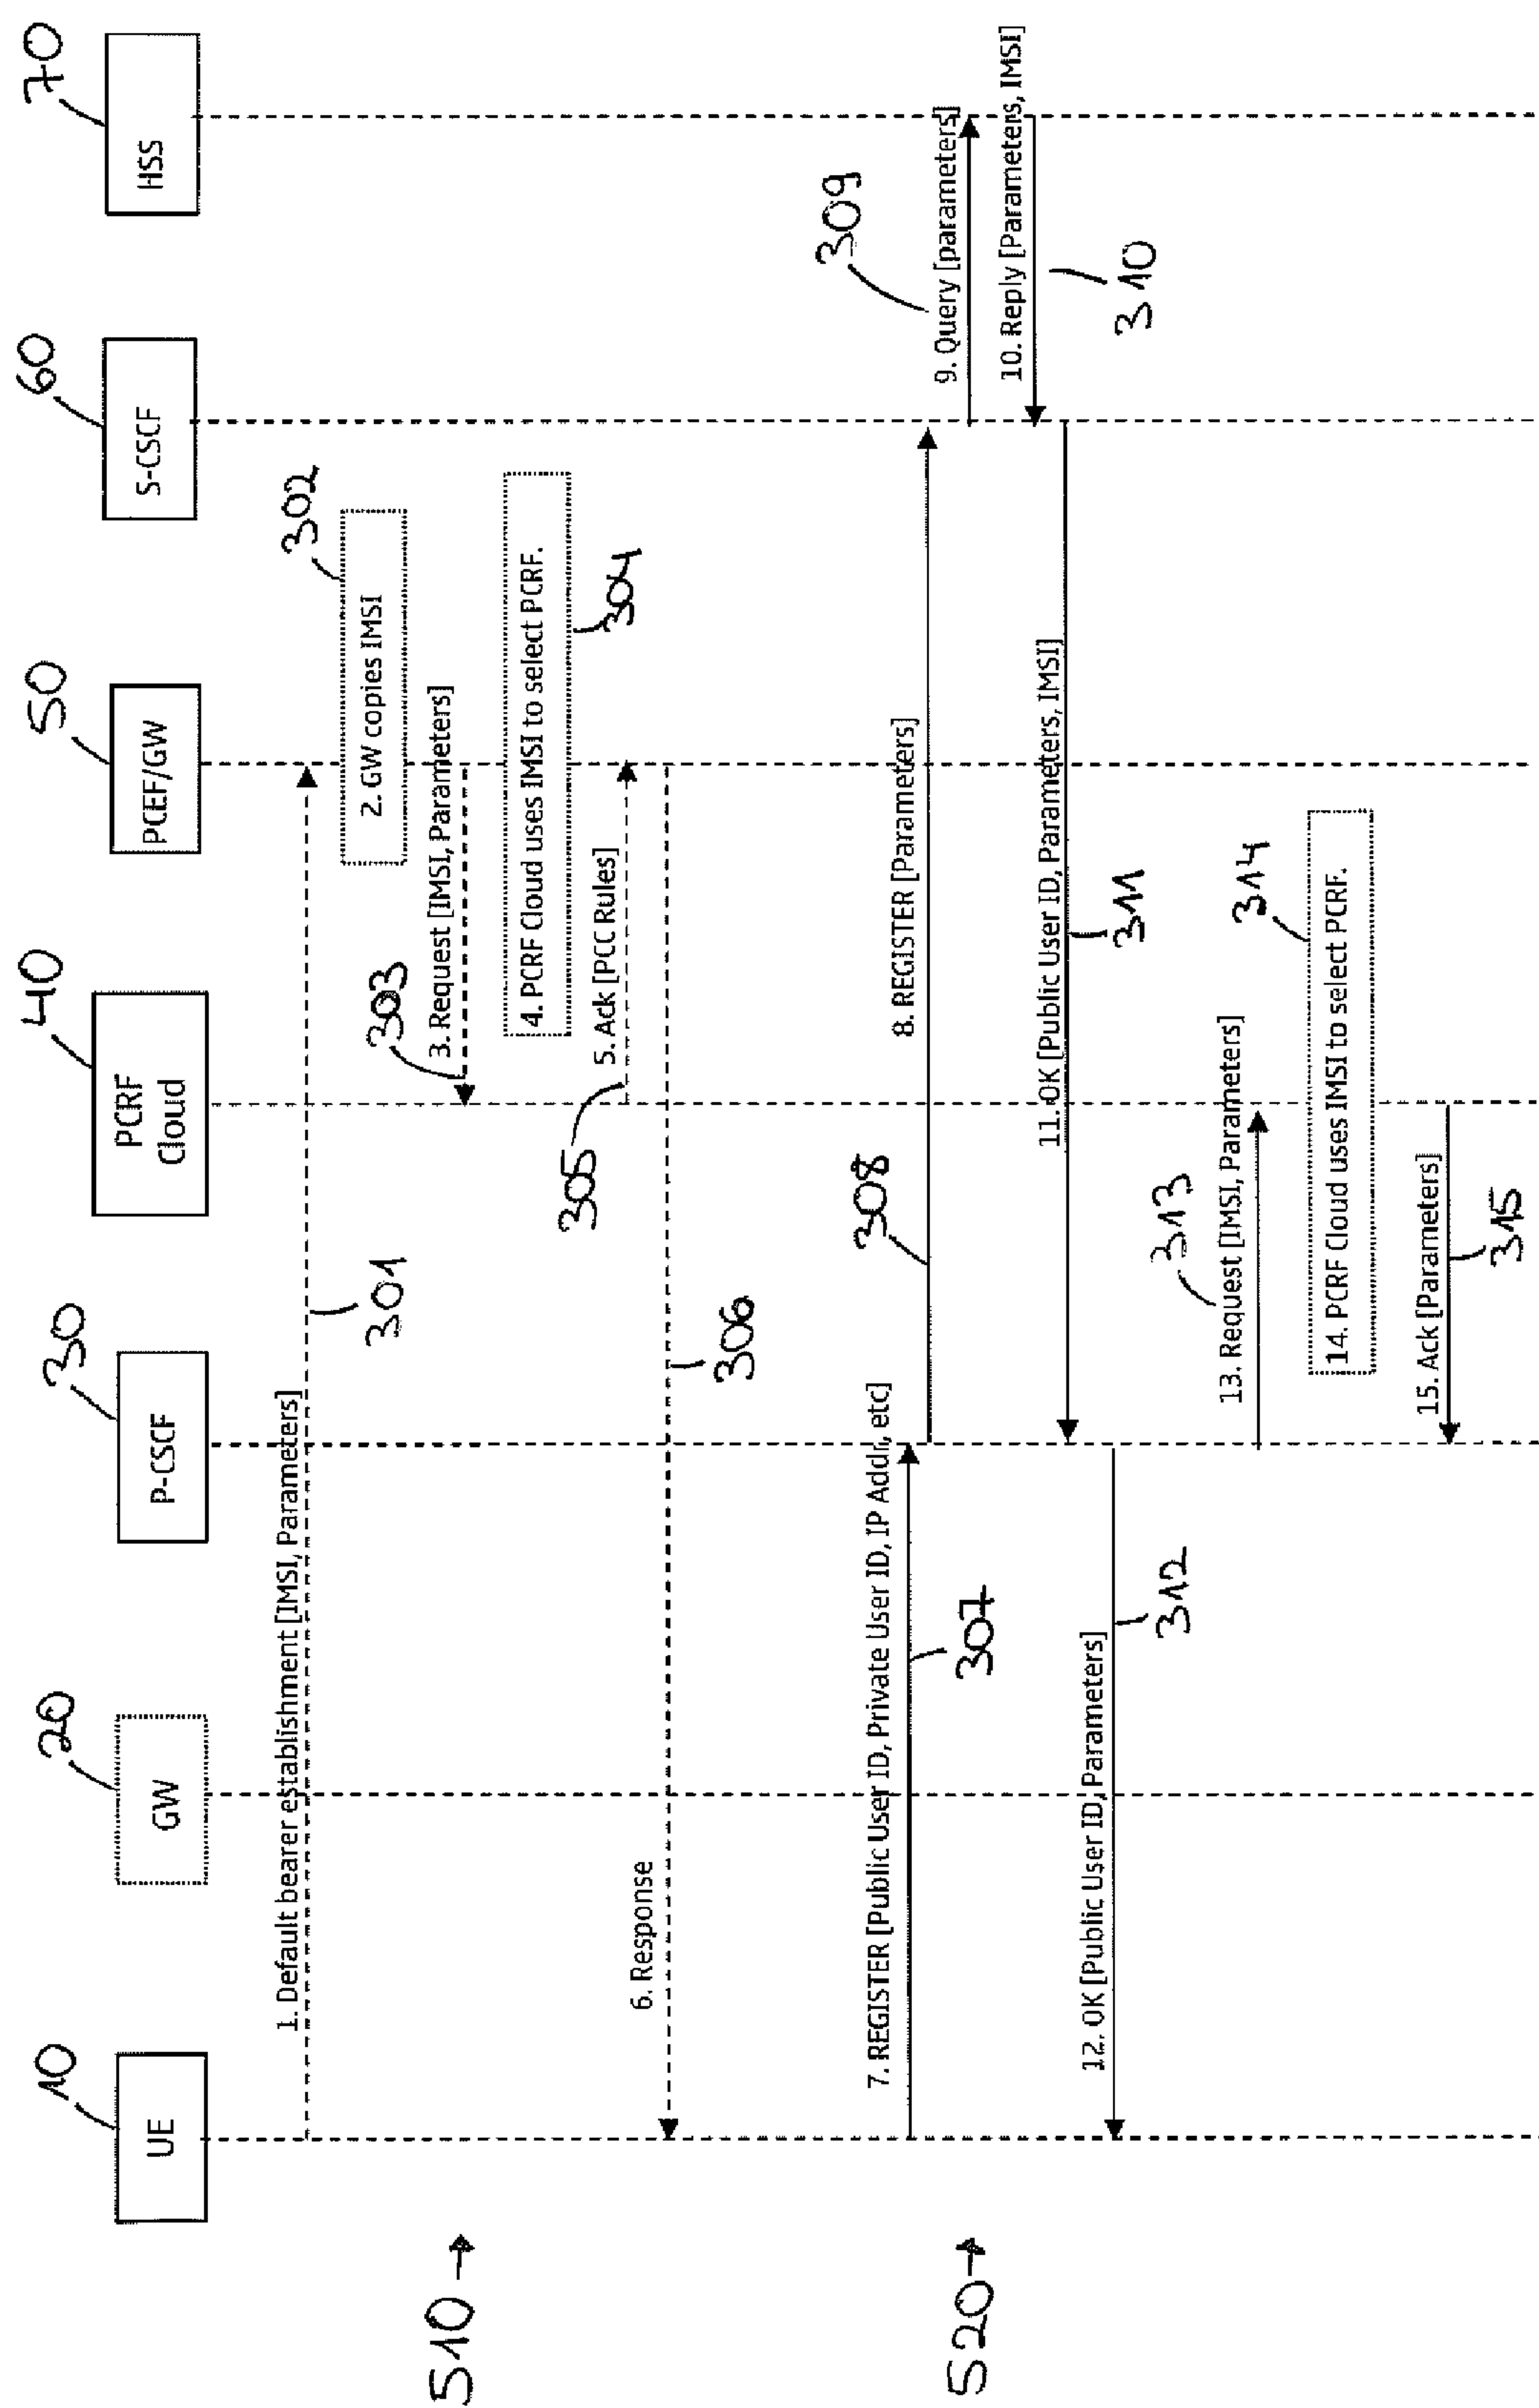 10
20
30
40
50
60
70
UE
GW
P-CSCF
PCRF
Cloud
PCEF/GW
S-CSCF
HSS
510 →
1. Default bearer establishment [IMSI, Parameters]
301
2. GW copies IMSI
302
3. Request [IMSI, Parameters]
303
4. PCRF Cloud uses IMSI to select PCRF.
304
5. Ack [PCC Rules]
305
6. Response
306
520 →
7. REGISTER [Public User ID, Private User ID, IP Addr, etc]
307
8. REGISTER [Parameters]
308
9. Query [parameters]
309
10. Reply [Parameters, IMSI]
310
11. OK [Public User ID, Parameters, IMSI]
311
12. OK [Public User ID, Parameters]
312
13. Request [IMSI, Parameters]
313
14. PCRF Cloud uses IMSI to select PCRF.
314
15. Ack [Parameters]
315